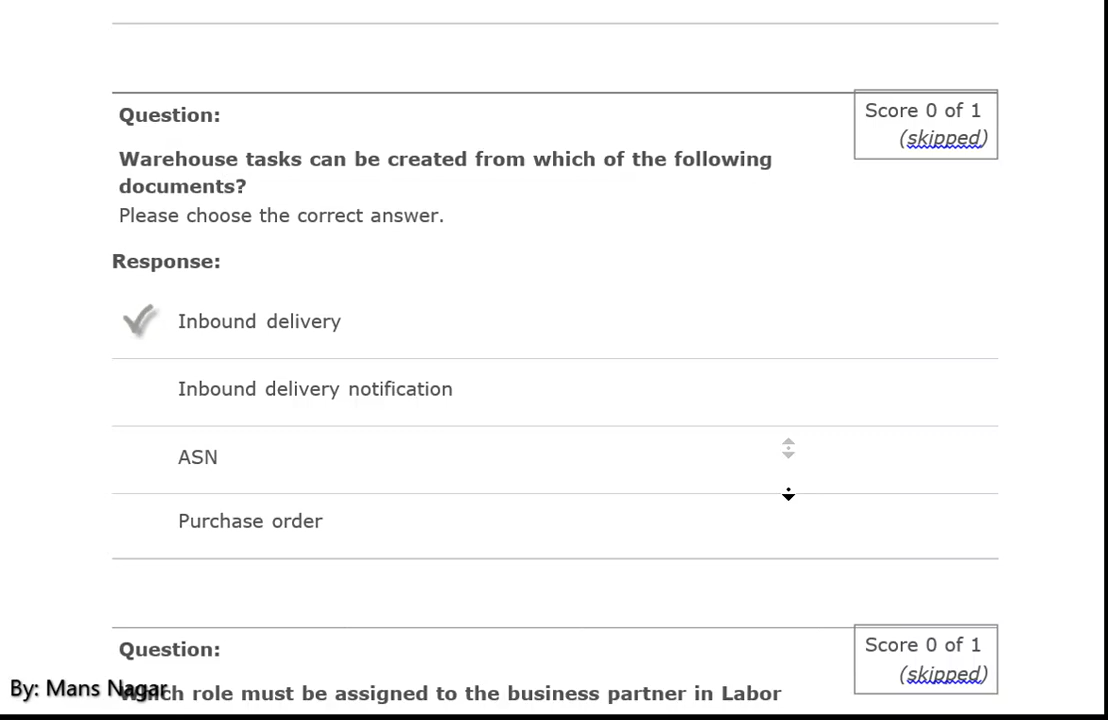 Question:
Score 0 of 1
(skipped)
Warehouse tasks can be created from which of the following
documents?
Please choose the correct answer.
Response:
Inbound delivery
Inbound delivery notification
ASN
Purchase order
Question:
Score 0 of 1
(skipped)
By: Mans Nagar
Which role must be assigned to the business partner in Labor